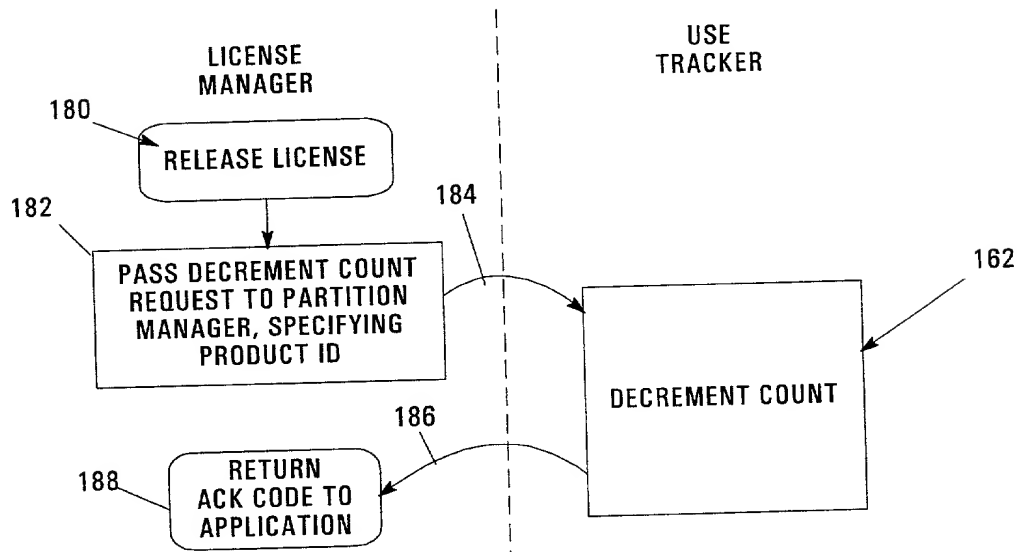 LICENSE
MANAGER
USE
TRACKER
180
RELEASE LICENSE
182
PASS DECREMENT COUNT
REQUEST TO PARTITION
MANAGER, SPECIFYING
PRODUCT ID
184
162
DECREMENT COUNT
186
188
RETURN
ACK CODE TO
APPLICATION